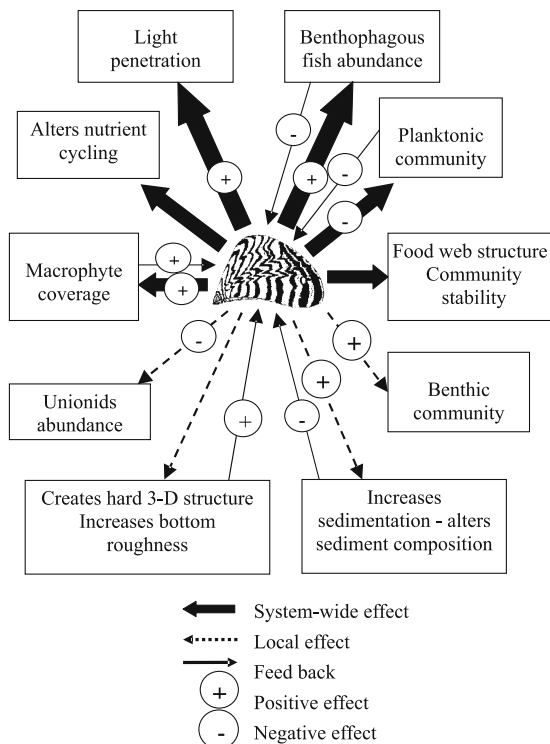 Light
penetration
Benthophagous
fish abundance
Alters nutrient
cycling
Planktonic
community
-
+
+
-
-
Macrophyte
coverage
+
+
Food web structure
Community
stability
-
+
Unionids
abundance
+
Benthic
community
+
-
Creates hard 3-D structure
Increases bottom
roughness
Increases
sedimentation - alters
sediment composition
System-wide effect
Local effect
Feed back
+ Positive effect
- Negative effect